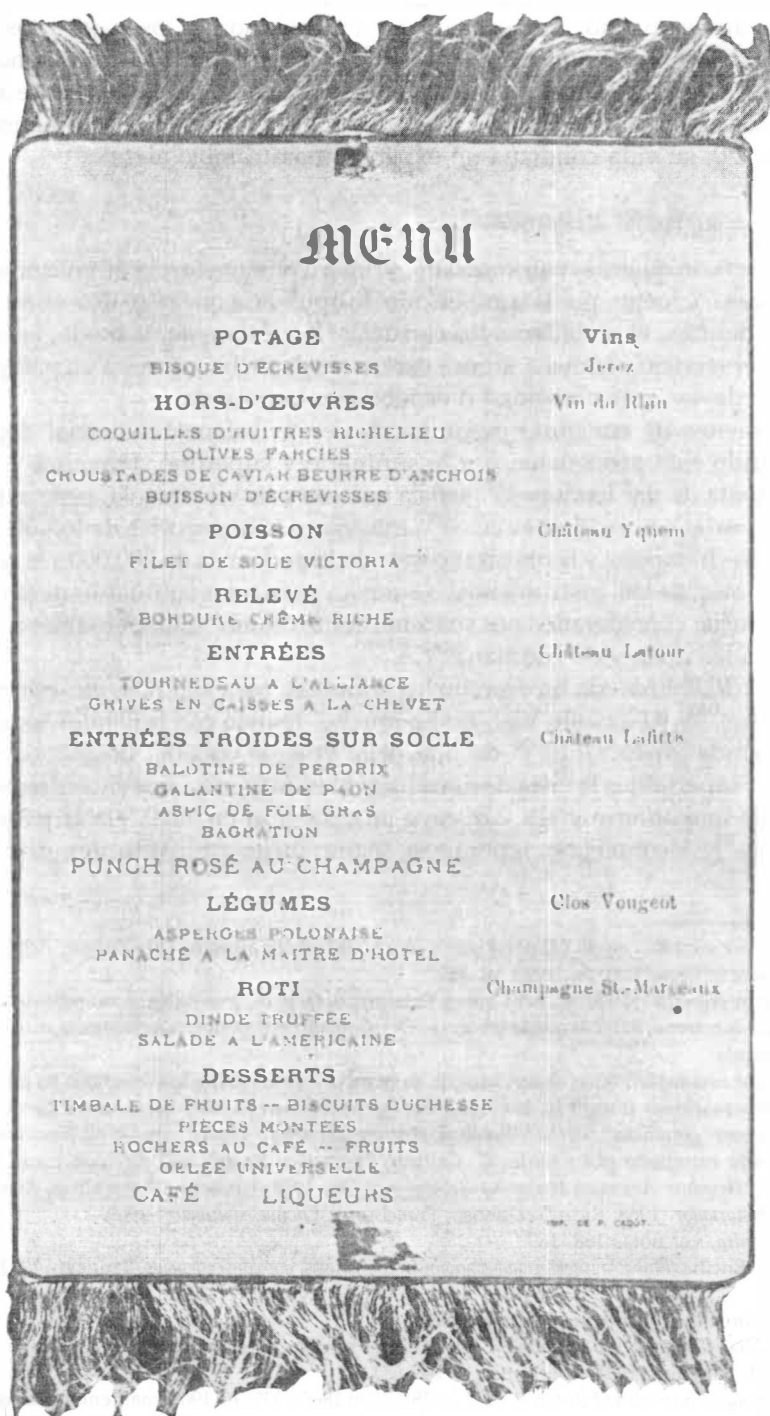 MENU
POTAGE Vins
BISQUE D'ECREVISSES Jerez
HORS-D'ŒUVRES Vin du Rhin
COQUILLES D'HUITRES RICHELIEU
OLIVES FARCIES
CROUSTADES DE CAVIAR BEURRE D'ANCHOIS
BUISSON D'ÉCREVISSES
POISSON Château Yquem
FILET DE SOLE VICTORIA
RELEVÉ
BORDURE CRÊME RICHE
ENTRÉES Château Latour
TOURNEDEAU A L'ALLIANCE
GRIVES EN CAISSES A LA CHEVET
ENTRÉES FROIDES SUR SOCLE Château Lafitte
BALOTINE DE PERDRIX
GALANTINE DE PAON
ASPIC DE FOIE GRAS
BAGRATION
PUNCH ROSÉ AU CHAMPAGNE
LÉGUMES Clos Vougeot
ASPERGES POLONAISE
PANACHÉ A LA MAITRE D'HOTEL
ROTI Champagne St.-Marceaux
DINDE TRUFFÉE
SALADE A L'AMERICAINE
DESSERTS
TIMBALE DE FRUITS -- BISCUITS DUCHESSE
PIÈCES MONTÉES
ROCHERS AU CAFÉ -- FRUITS
GELEE UNIVERSELLE
CAFÉ LIQUEURS
IMP. DE P. CADOT.